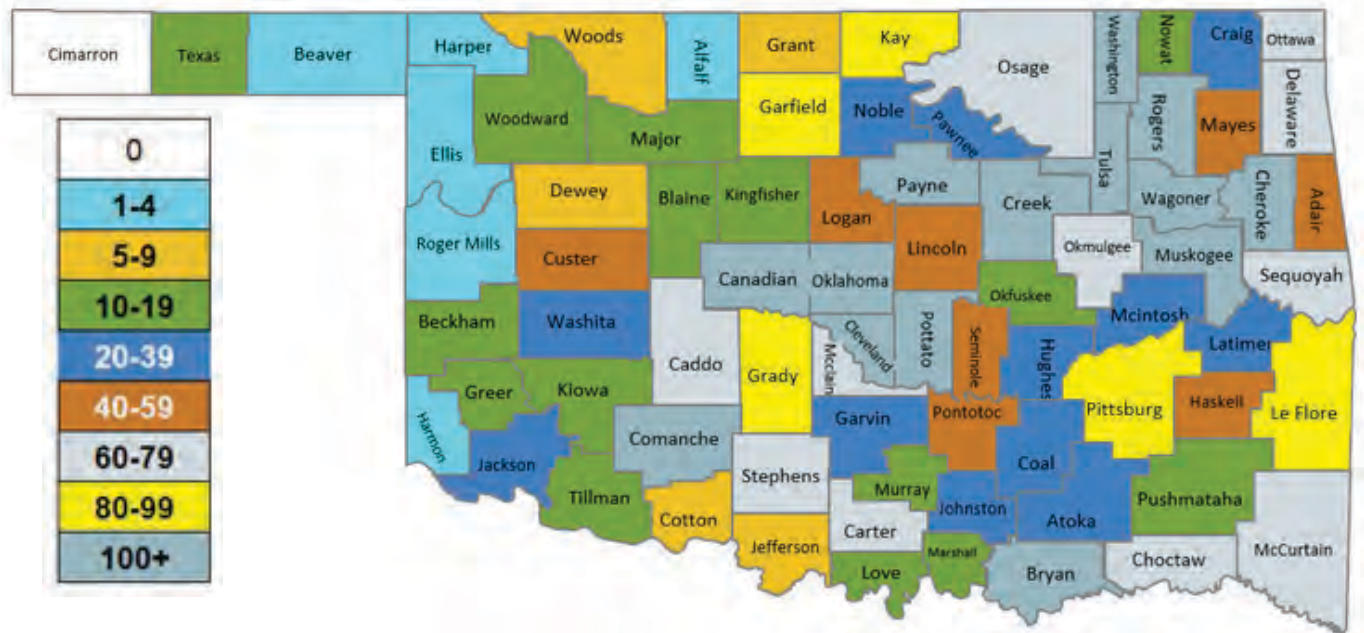 Cimarron
Texas
Beaver
Harper
Woods
Alfalf
Grant
Kay
Osage
Washington
Nowat
Craig
Ottawa
Delaware
Rogers
Mayes
Ellis
Woodward
Major
Garfield
Noble
Pawnee
Tulsa
Wagoner
Cheroke
Adair
Dewey
Blaine
Kingfisher
Logan
Payne
Creek
Roger Mills
Custer
Lincoln
Okmulgee
Muskogee
Sequoyah
Canadian
Oklahoma
Okfuskee
Mcintosh
Beckham
Washita
Caddo
Grady
Cleveland
Mcclain
Pottato
Seminole
Hughes
Latimer
Greer
Kiowa
Pittsburg
Haskell
Le Flore
Harmon
Jackson
Comanche
Garvin
Pontotoc
Coal
Tillman
Stephens
Murray
Johnston
Atoka
Pushmataha
Cotton
Jefferson
Carter
Love
Marshall
Bryan
Choctaw
McCurtain
0
1-4
5-9
10-19
20-39
40-59
60-79
80-99
100+